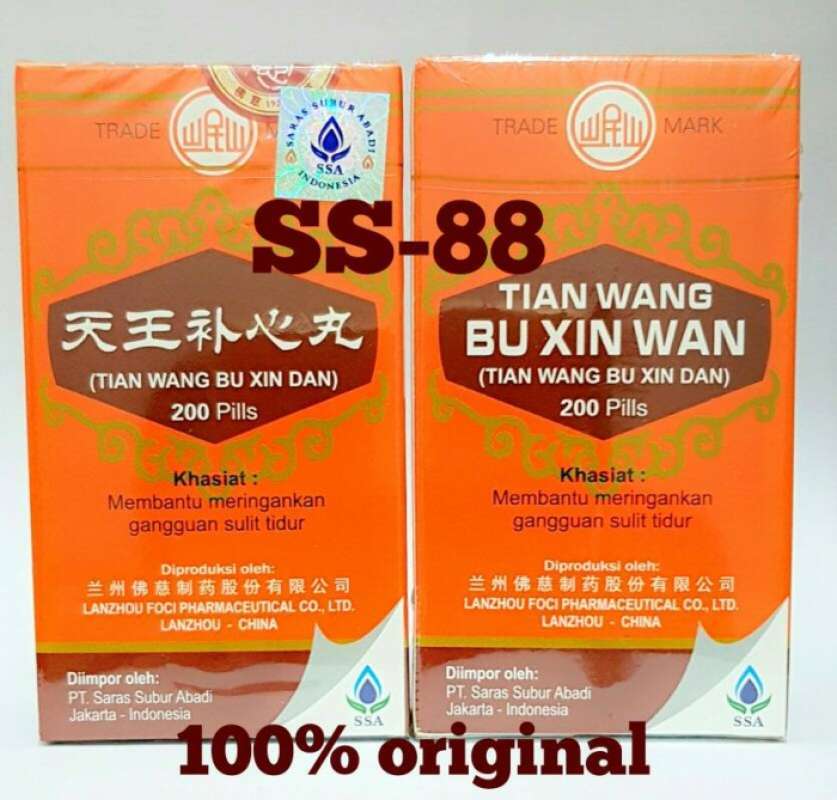 SARAS SUBUR ABADI
SSA
INDONESIA
TRADE
SS-88
天王补心丸
(TIAN WANG BU XIN DAN)
200 Pills
Khasiat :
Membantu meringankan
gangguan sulit tidur
Diproduksi oleh:
兰州佛慈制药股份有限公司
LANZHOU FOCI PHARMACEUTICAL CO., LTD.
LANZHOU - CHINA
Diimpor oleh:
PT. Saras Subur Abadi
Jakarta - Indonesia
SSA
TRADE MARK
TIAN WANG
BU XIN WAN
(TIAN WANG BU XIN DAN)
200 Pills
Khasiat :
Membantu meringankan
gangguan sulit tidur
Diproduksi oleh:
兰州佛慈制药股份有限公司
LANZHOU FOCI PHARMACEUTICAL CO., LTD.
LANZHOU - CHINA
Diimpor oleh:
PT. Saras Subur Abadi
Jakarta - Indonesia
SSA
100% original